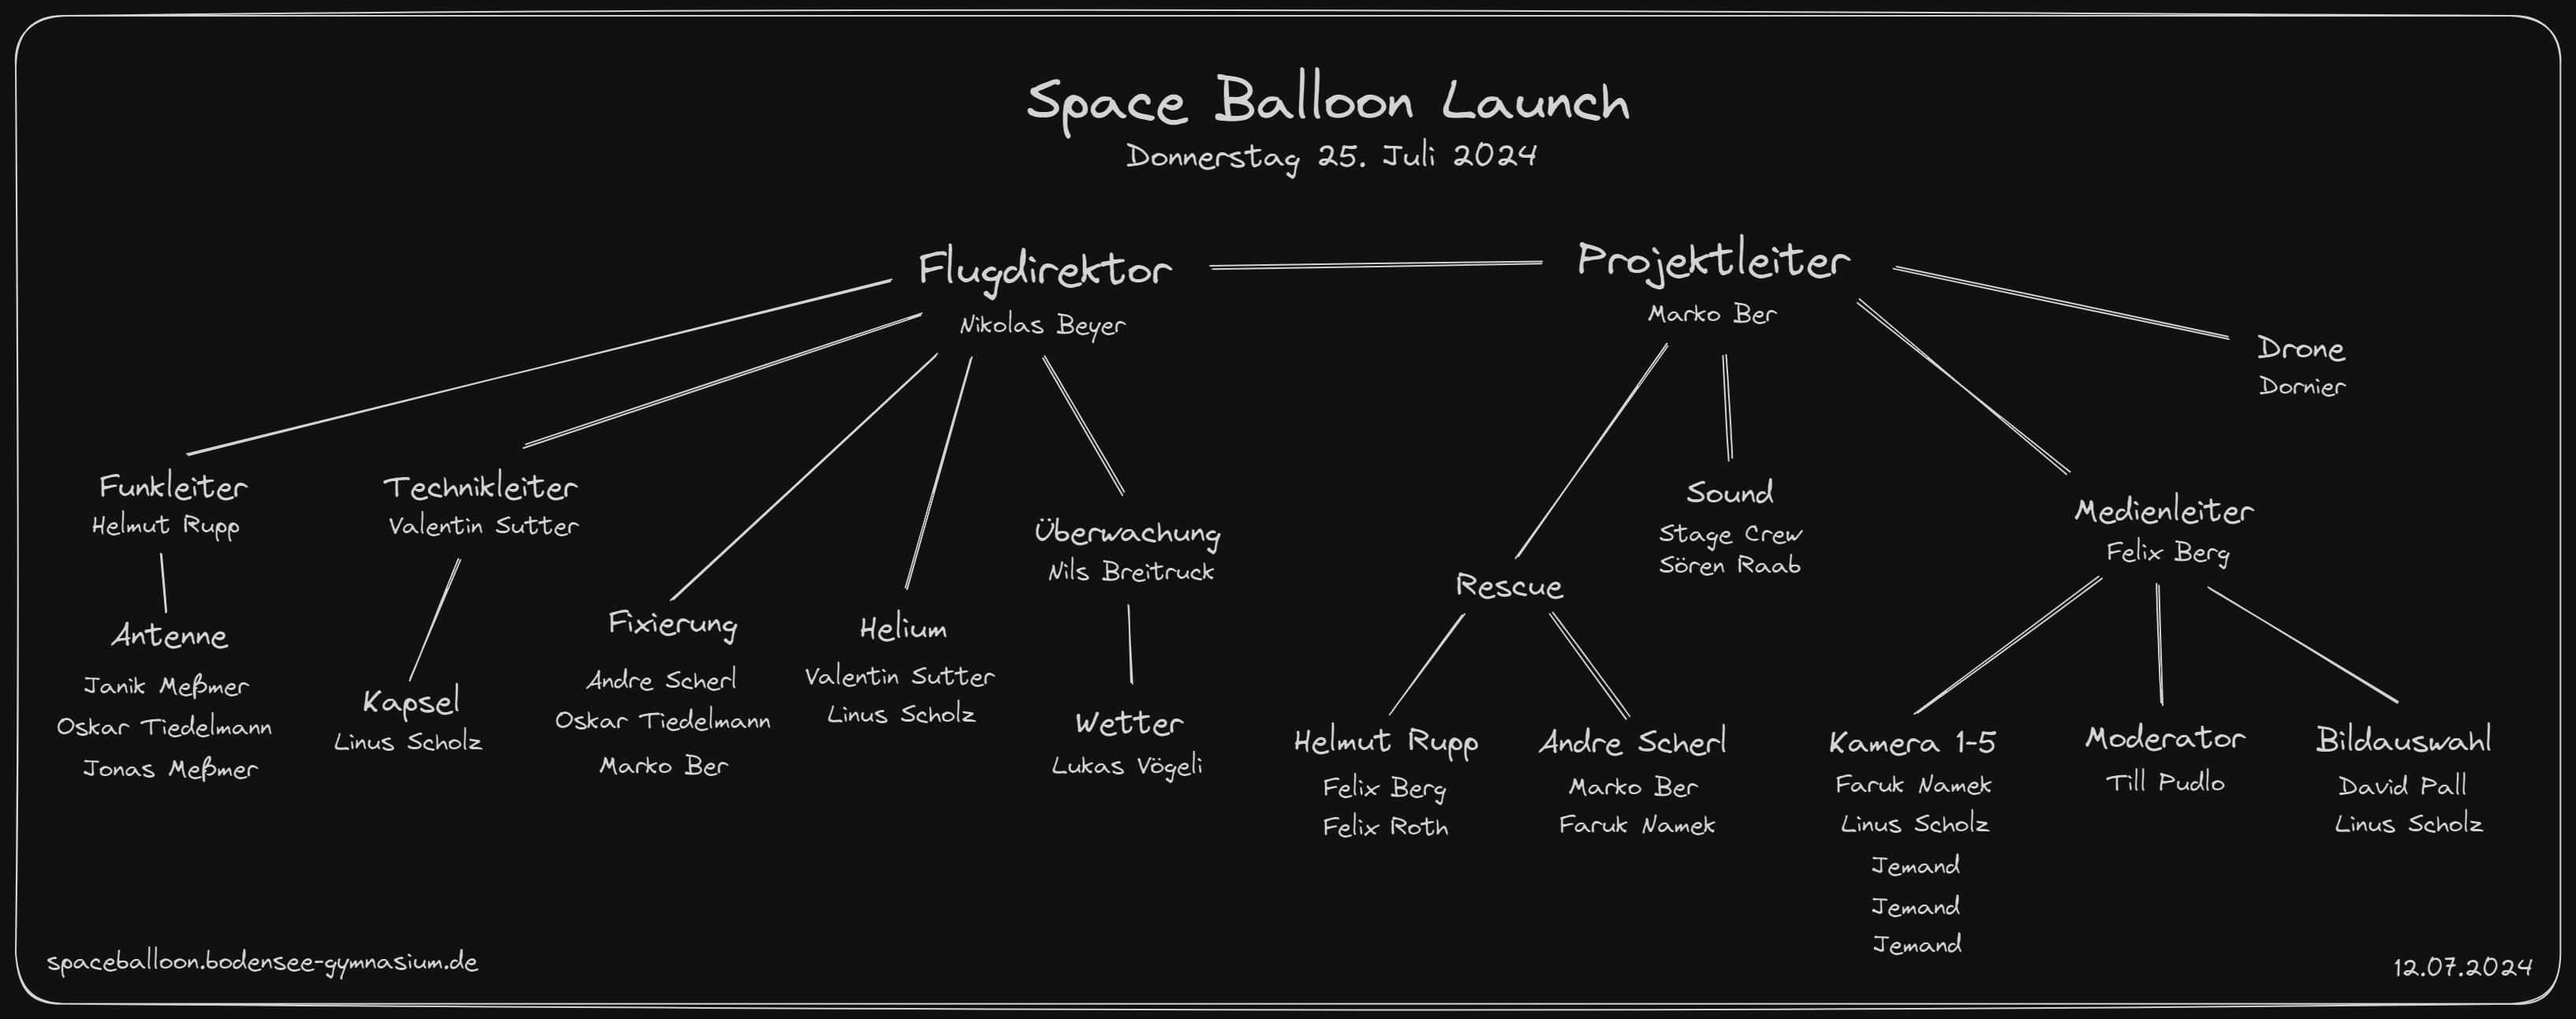 Space Balloon Launch
Donnerstag 25. Juli 2024
Flugdirektor
Nikolas Beyer
Projektleiter
Marko Ber
Drone
Dornier
Funkleiter
Helmut Rupp
Antenne
Janik Meßmer
Oskar Tiedelmann
Jonas Meßmer
Technikleiter
Valentin Sutter
Kapsel
Linus Scholz
Fixierung
Andre Scherl
Oskar Tiedelmann
Marko Ber
Helium
Valentin Sutter
Linus Scholz
Überwachung
Nils Breitruck
Wetter
Lukas Vögeli
Rescue
Helmut Rupp
Felix Berg
Felix Roth
Andre Scherl
Marko Ber
Faruk Namek
Sound
Stage Crew
Sören Raab
Medienleiter
Felix Berg
Kamera 1-5
Faruk Namek
Linus Scholz
Jemand
Jemand
Jemand
Moderator
Till Pudlo
Bildauswahl
David Pall
Linus Scholz
spaceballoon.bodensee-gymnasium.de
12.07.2024